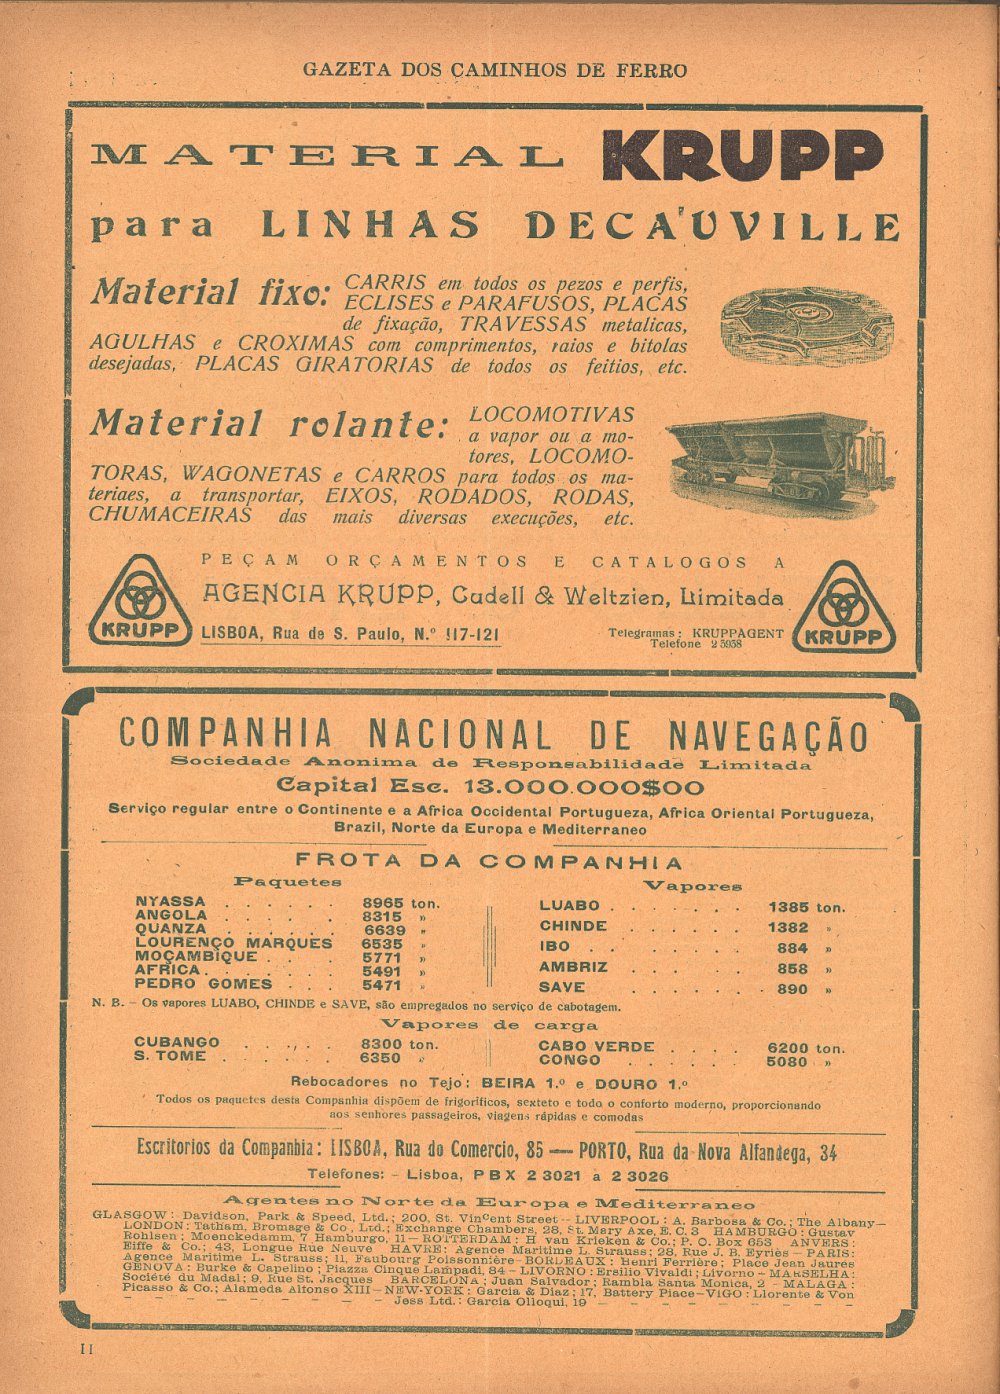 GAZETA DOS CAMINHOS DE FERRO
MATERIAL KRUPP
para LINHAS DECAUVILLE
Material fixo: CARRIS em todos os pezos e perfis,
ECLISES e PARAFUSOS, PLACAS
de fixação, TRAVESSAS metalicas,
AGULHAS e CROXIMAS com comprimentos, raios e bitolas
desejadas, PLACAS GIRATORIAS de todos os feitios, etc.
Material rolante: LOCOMOTIVAS
a vapor ou a mo-
tores, LOCOMO-
TORAS, WAGONETAS e CARROS para todos os ma-
teriaes, a transportar, EIXOS, RODADOS, RODAS,
CHUMACEIRAS das mais diversas execuções, etc.
PEÇAM ORÇAMENTOS E CATALOGOS A
AGENCIA KRUPP, Cudell & Weltzien, Limitada
KRUPP
KRUPP
LISBOA, Rua de S. Paulo, N.º 117-121
Telegramas: KRUPPAGENT
Telefone 2 3938
COMPANHIA NACIONAL DE NAVEGAÇÃO
Sociedade Anonima de Responsabilidade Limitada
Capital Esc. 13.000.000$00
Serviço regular entre o Continente e a Africa Occidental Portugueza, Africa Oriental Portugueza,
Brazil, Norte da Europa e Mediterraneo
FROTA DA COMPANHIA
Paquetes
NYASSA . . . . . . 8965 ton.
ANGOLA . . . . . . 8315 »
QUANZA . . . . . . 6639 »
LOURENÇO MARQUES 6535 »
MOÇAMBIQUE . . . . 5771 »
AFRICA . . . . . . 5491 »
PEDRO GOMES . . . 5471 »
Vapores
LUABO . . . . . . 1385 ton.
CHINDE . . . . . . 1382 »
IBO . . . . . . . 884 »
AMBRIZ . . . . . . 858 »
SAVE . . . . . . . 890 »
N. B. – Os vapores LUABO, CHINDE e SAVE, são empregados no serviço de cabotagem.
Vapores de carga
CUBANGO . . . . . 8300 ton.
S. TOME . . . . . . 6350 »
CABO VERDE . . . . 6200 ton.
CONGO . . . . . . 5080 »
Rebocadores no Tejo: BEIRA 1.º e DOURO 1.º
Todos os paquetes desta Companhia dispõem de frigorificos, sexteto e todo o conforto moderno, proporcionando
aos senhores passageiros, viagens rápidas e comodas
Escritorios da Companhia: LISBOA, Rua do Comercio, 85 — PORTO, Rua da Nova Alfandega, 34
Telefones: – Lisboa, PBX 2 3021 a 2 3026
Agentes no Norte da Europa e Mediterraneo
GLASGOW: Davidson, Park & Speed, Ltd.; 200, St. Vincent Street – LIVERPOOL: A. Barbosa & Co.; The Albany—
LONDON: Tatham, Bromage & Co, Ltd.; Exchange Chambers, 28, St. Mary Axe, E. C. 3 HAMBURGO: Gustav
Rohlsen; Moenckedamm, 7 Hamburgo, 11 – ROTTERDAM: H van Krieken & Co.; P. O. Box 653 ANVERS:
Eiffe & Co.; 43, Longue Rue Neuve HAVRE: Agence Maritime L. Strauss; 28, Rue J. B. Eyriès – PARIS:
Agence Maritime L. Strauss; 11, Faubourg Poissonnière – BORDEAUX: Henri Ferrière; Place Jean Jaures
GENOVA: Burke & Capelino; Piazza Cinque Lampadi, 84 – LIVORNO: Ersilio Vivaldi; Livorno – MARSELHA:
Société du Madal; 9, Rue St. Jacques BARCELONA; Juan Salvador; Rambla Santa Monica, 2 – MALAGA:
Picasso & Co.; Alameda Alfonso XIII – NEW-YORK: Garcia & Diaz; 17, Battery Place – VIGO: Llorente & Von
Jess Ltd.: Garcia Olloqui, 19
II